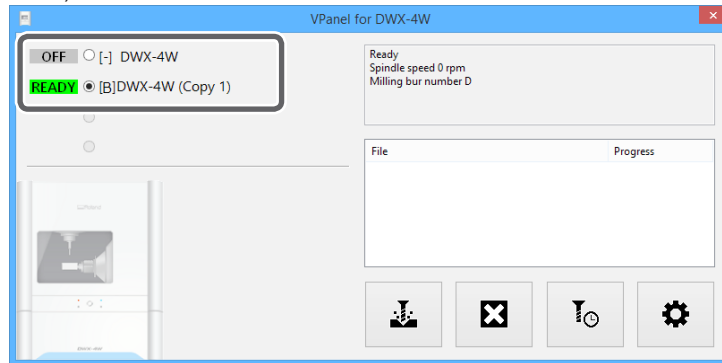 VPanel for DWX-4W
OFF [-] DWX-4W
READY [B]DWX-4W (Copy 1)
Ready
Spindle speed 0 rpm
Milling bur number D
File Progress